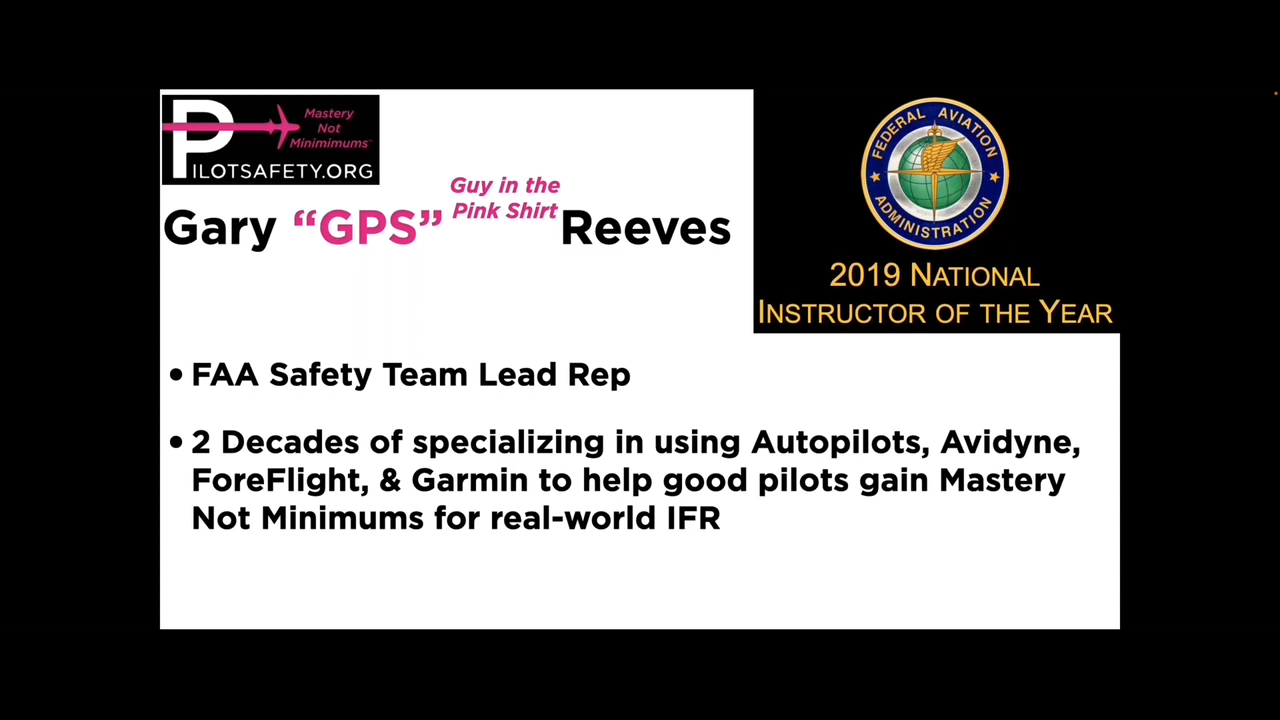 Mastery
Not
Minimimums™
PILOTSAFETY.ORG
Guy in the
Pink Shirt
Gary “GPS” Reeves
FEDERAL AVIATION
ADMINISTRATION
2019 NATIONAL
INSTRUCTOR OF THE YEAR
• FAA Safety Team Lead Rep
• 2 Decades of specializing in using Autopilots, Avidyne,
ForeFlight, & Garmin to help good pilots gain Mastery
Not Minimums for real-world IFR